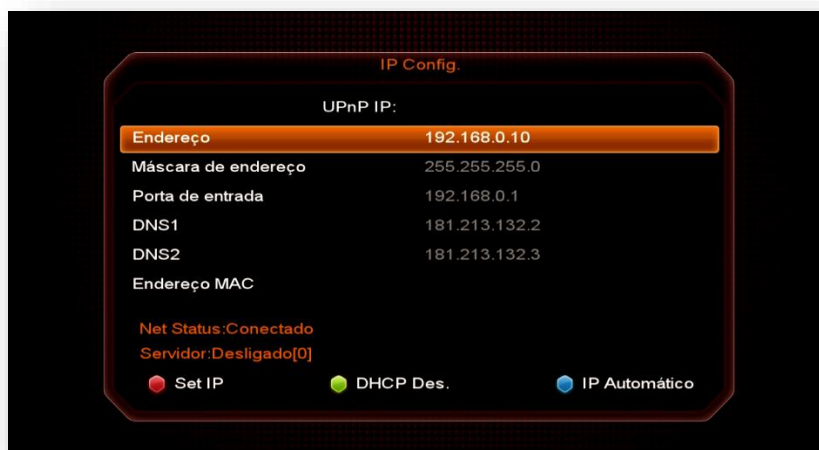 IP Config.
UPnP IP:
Endereço 192.168.0.10
Máscara de endereço 255.255.255.0
Porta de entrada 192.168.0.1
DNS1 181.213.132.2
DNS2 181.213.132.3
Endereço MAC
Net Status:Conectado
Servidor:Desligado[0]
Set IP DHCP Des. IP Automático